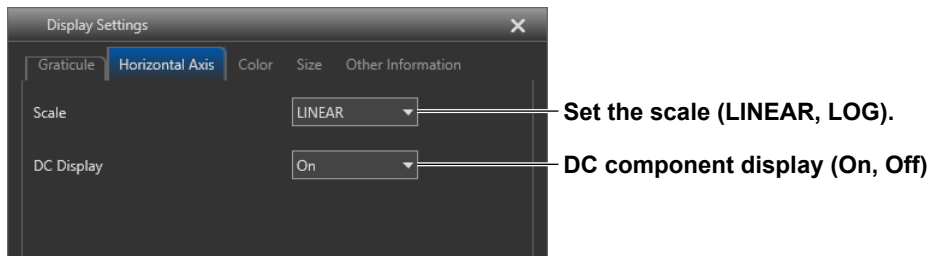 Display Settings
Graticule Horizontal Axis Color Size Other Information
Scale LINEAR Set the scale (LINEAR, LOG).
DC Display On DC component display (On, Off)